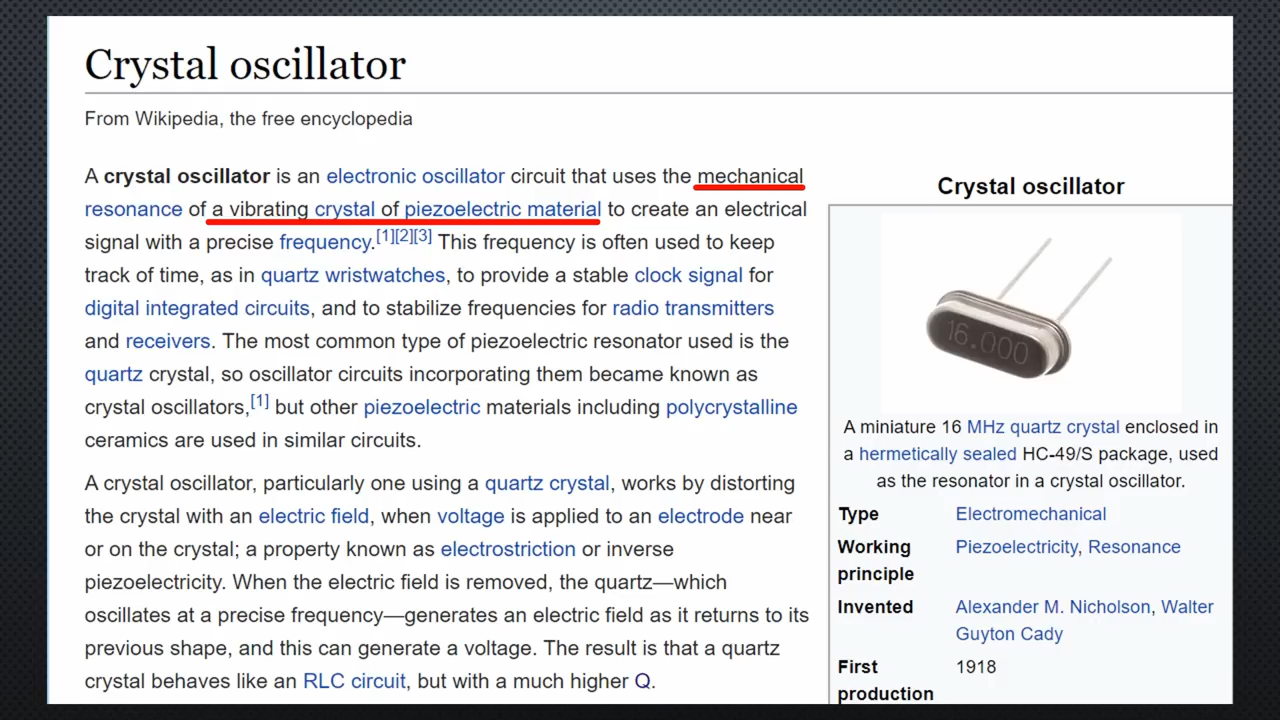 Crystal oscillator
From Wikipedia, the free encyclopedia
A crystal oscillator is an electronic oscillator circuit that uses the mechanical
resonance of a vibrating crystal of piezoelectric material to create an electrical
signal with a precise frequency.[1][2][3] This frequency is often used to keep
track of time, as in quartz wristwatches, to provide a stable clock signal for
digital integrated circuits, and to stabilize frequencies for radio transmitters
and receivers. The most common type of piezoelectric resonator used is the
quartz crystal, so oscillator circuits incorporating them became known as
crystal oscillators,[1] but other piezoelectric materials including polycrystalline
ceramics are used in similar circuits.
A crystal oscillator, particularly one using a quartz crystal, works by distorting
the crystal with an electric field, when voltage is applied to an electrode near
or on the crystal; a property known as electrostriction or inverse
piezoelectricity. When the electric field is removed, the quartz—which
oscillates at a precise frequency—generates an electric field as it returns to its
previous shape, and this can generate a voltage. The result is that a quartz
crystal behaves like an RLC circuit, but with a much higher Q.
Crystal oscillator
16.000
A miniature 16 MHz quartz crystal enclosed in
a hermetically sealed HC-49/S package, used
as the resonator in a crystal oscillator.
Type Electromechanical
Working Piezoelectricity, Resonance
principle
Invented Alexander M. Nicholson, Walter
Guyton Cady
First 1918
production